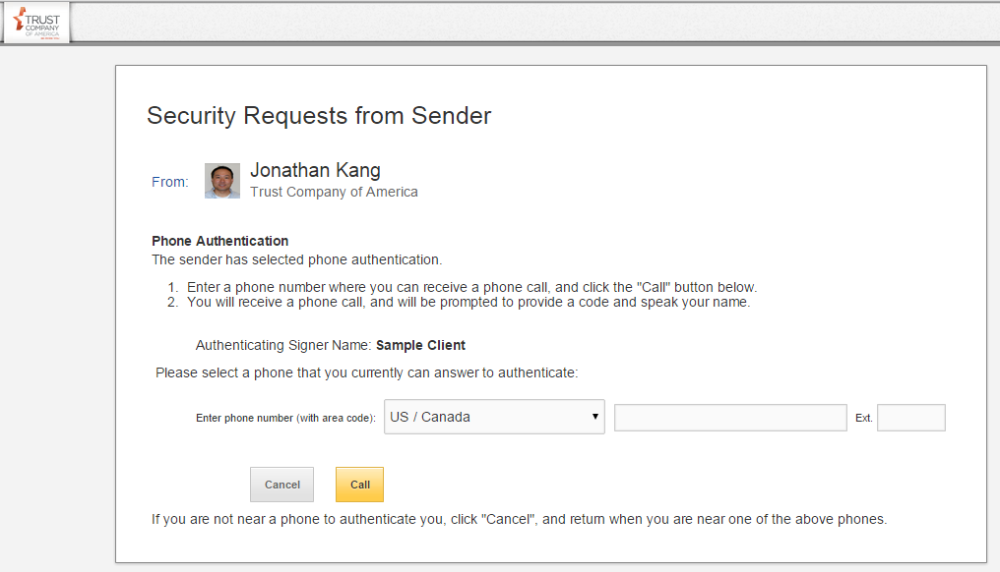 TRUST
COMPANY
OF AMERICA
Security Requests from Sender
From:
Jonathan Kang
Trust Company of America
Phone Authentication
The sender has selected phone authentication.
1. Enter a phone number where you can receive a phone call, and click the "Call" button below.
2. You will receive a phone call, and will be prompted to provide a code and speak your name.
Authenticating Signer Name: Sample Client
Please select a phone that you currently can answer to authenticate:
Enter phone number (with area code): US / Canada Ext.
Cancel Call
If you are not near a phone to authenticate you, click "Cancel", and return when you are near one of the above phones.